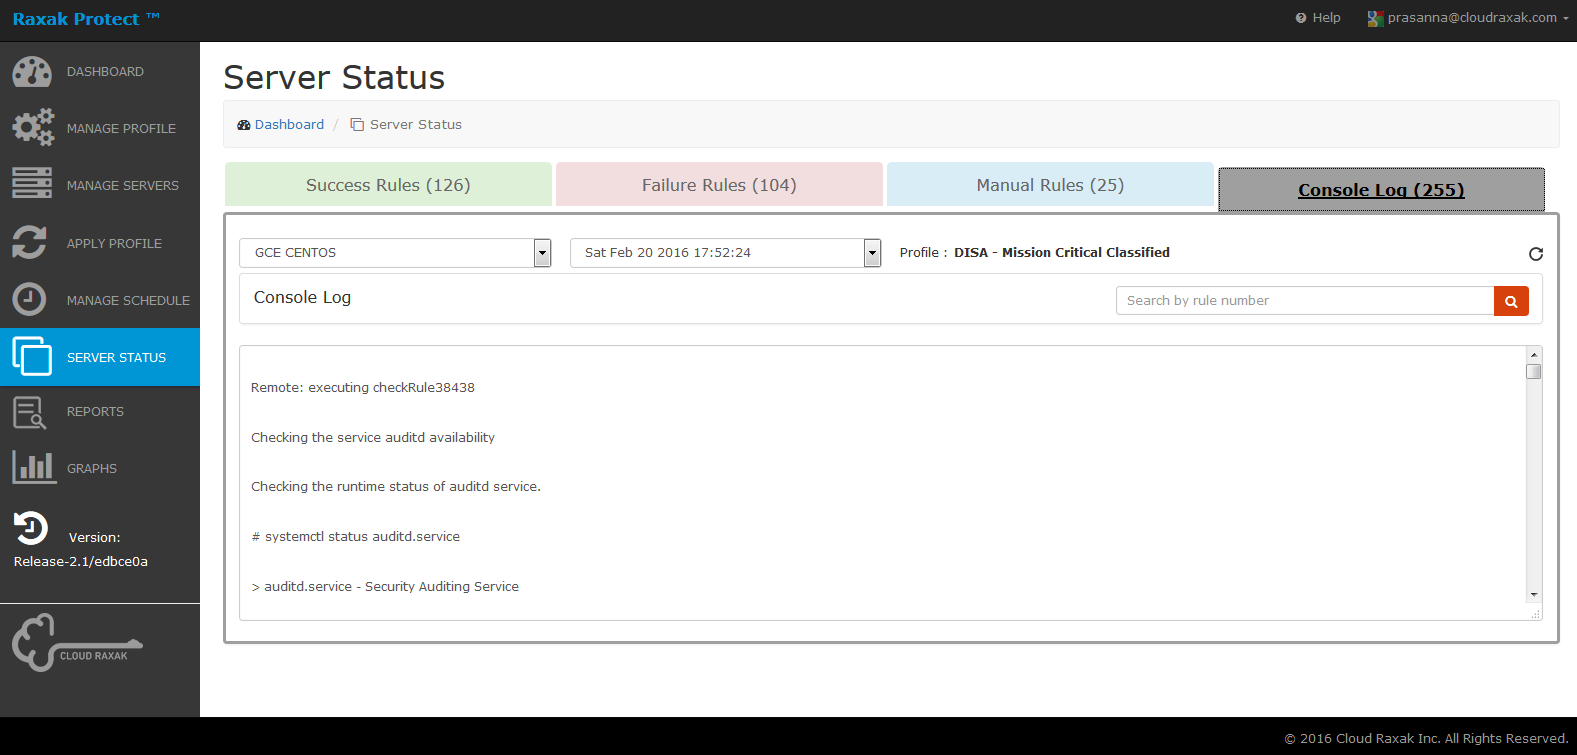 Raxak Protect ™
Help
prasanna@cloudraxak.com
DASHBOARD
MANAGE PROFILE
MANAGE SERVERS
APPLY PROFILE
MANAGE SCHEDULE
SERVER STATUS
REPORTS
GRAPHS
Version:
Release-2.1/edbce0a
CLOUD RAXAK
Server Status
Dashboard / Server Status
Success Rules (126)
Failure Rules (104)
Manual Rules (25)
Console Log (255)
GCE CENTOS
Sat Feb 20 2016 17:52:24
Profile : DISA - Mission Critical Classified
Console Log
Search by rule number
Remote: executing checkRule38438
Checking the service auditd availability
Checking the runtime status of auditd service.
# systemctl status auditd.service
> auditd.service - Security Auditing Service
© 2016 Cloud Raxak Inc. All Rights Reserved.